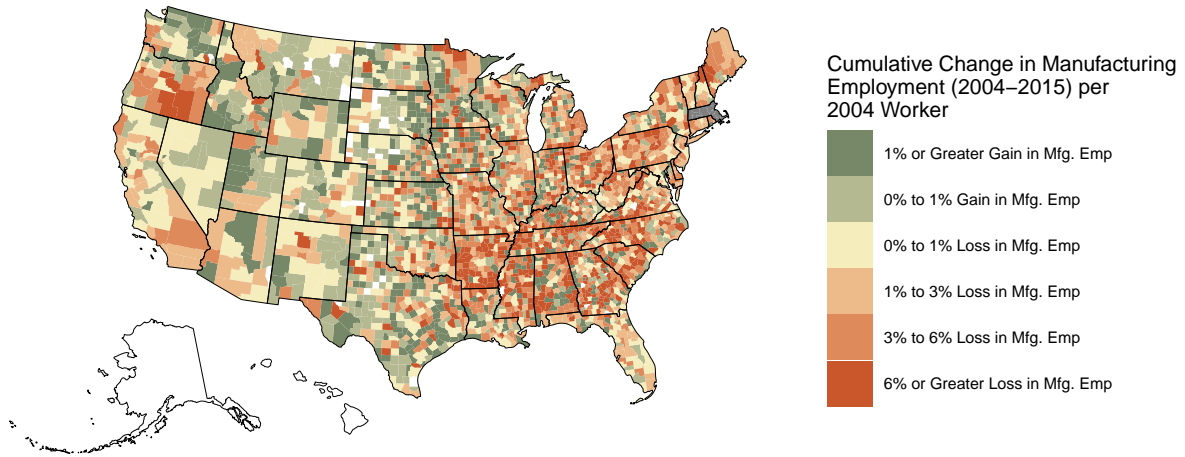 Cumulative Change in Manufacturing
Employment (2004–2015) per
2004 Worker
1% or Greater Gain in Mfg. Emp
0% to 1% Gain in Mfg. Emp
0% to 1% Loss in Mfg. Emp
1% to 3% Loss in Mfg. Emp
3% to 6% Loss in Mfg. Emp
6% or Greater Loss in Mfg. Emp